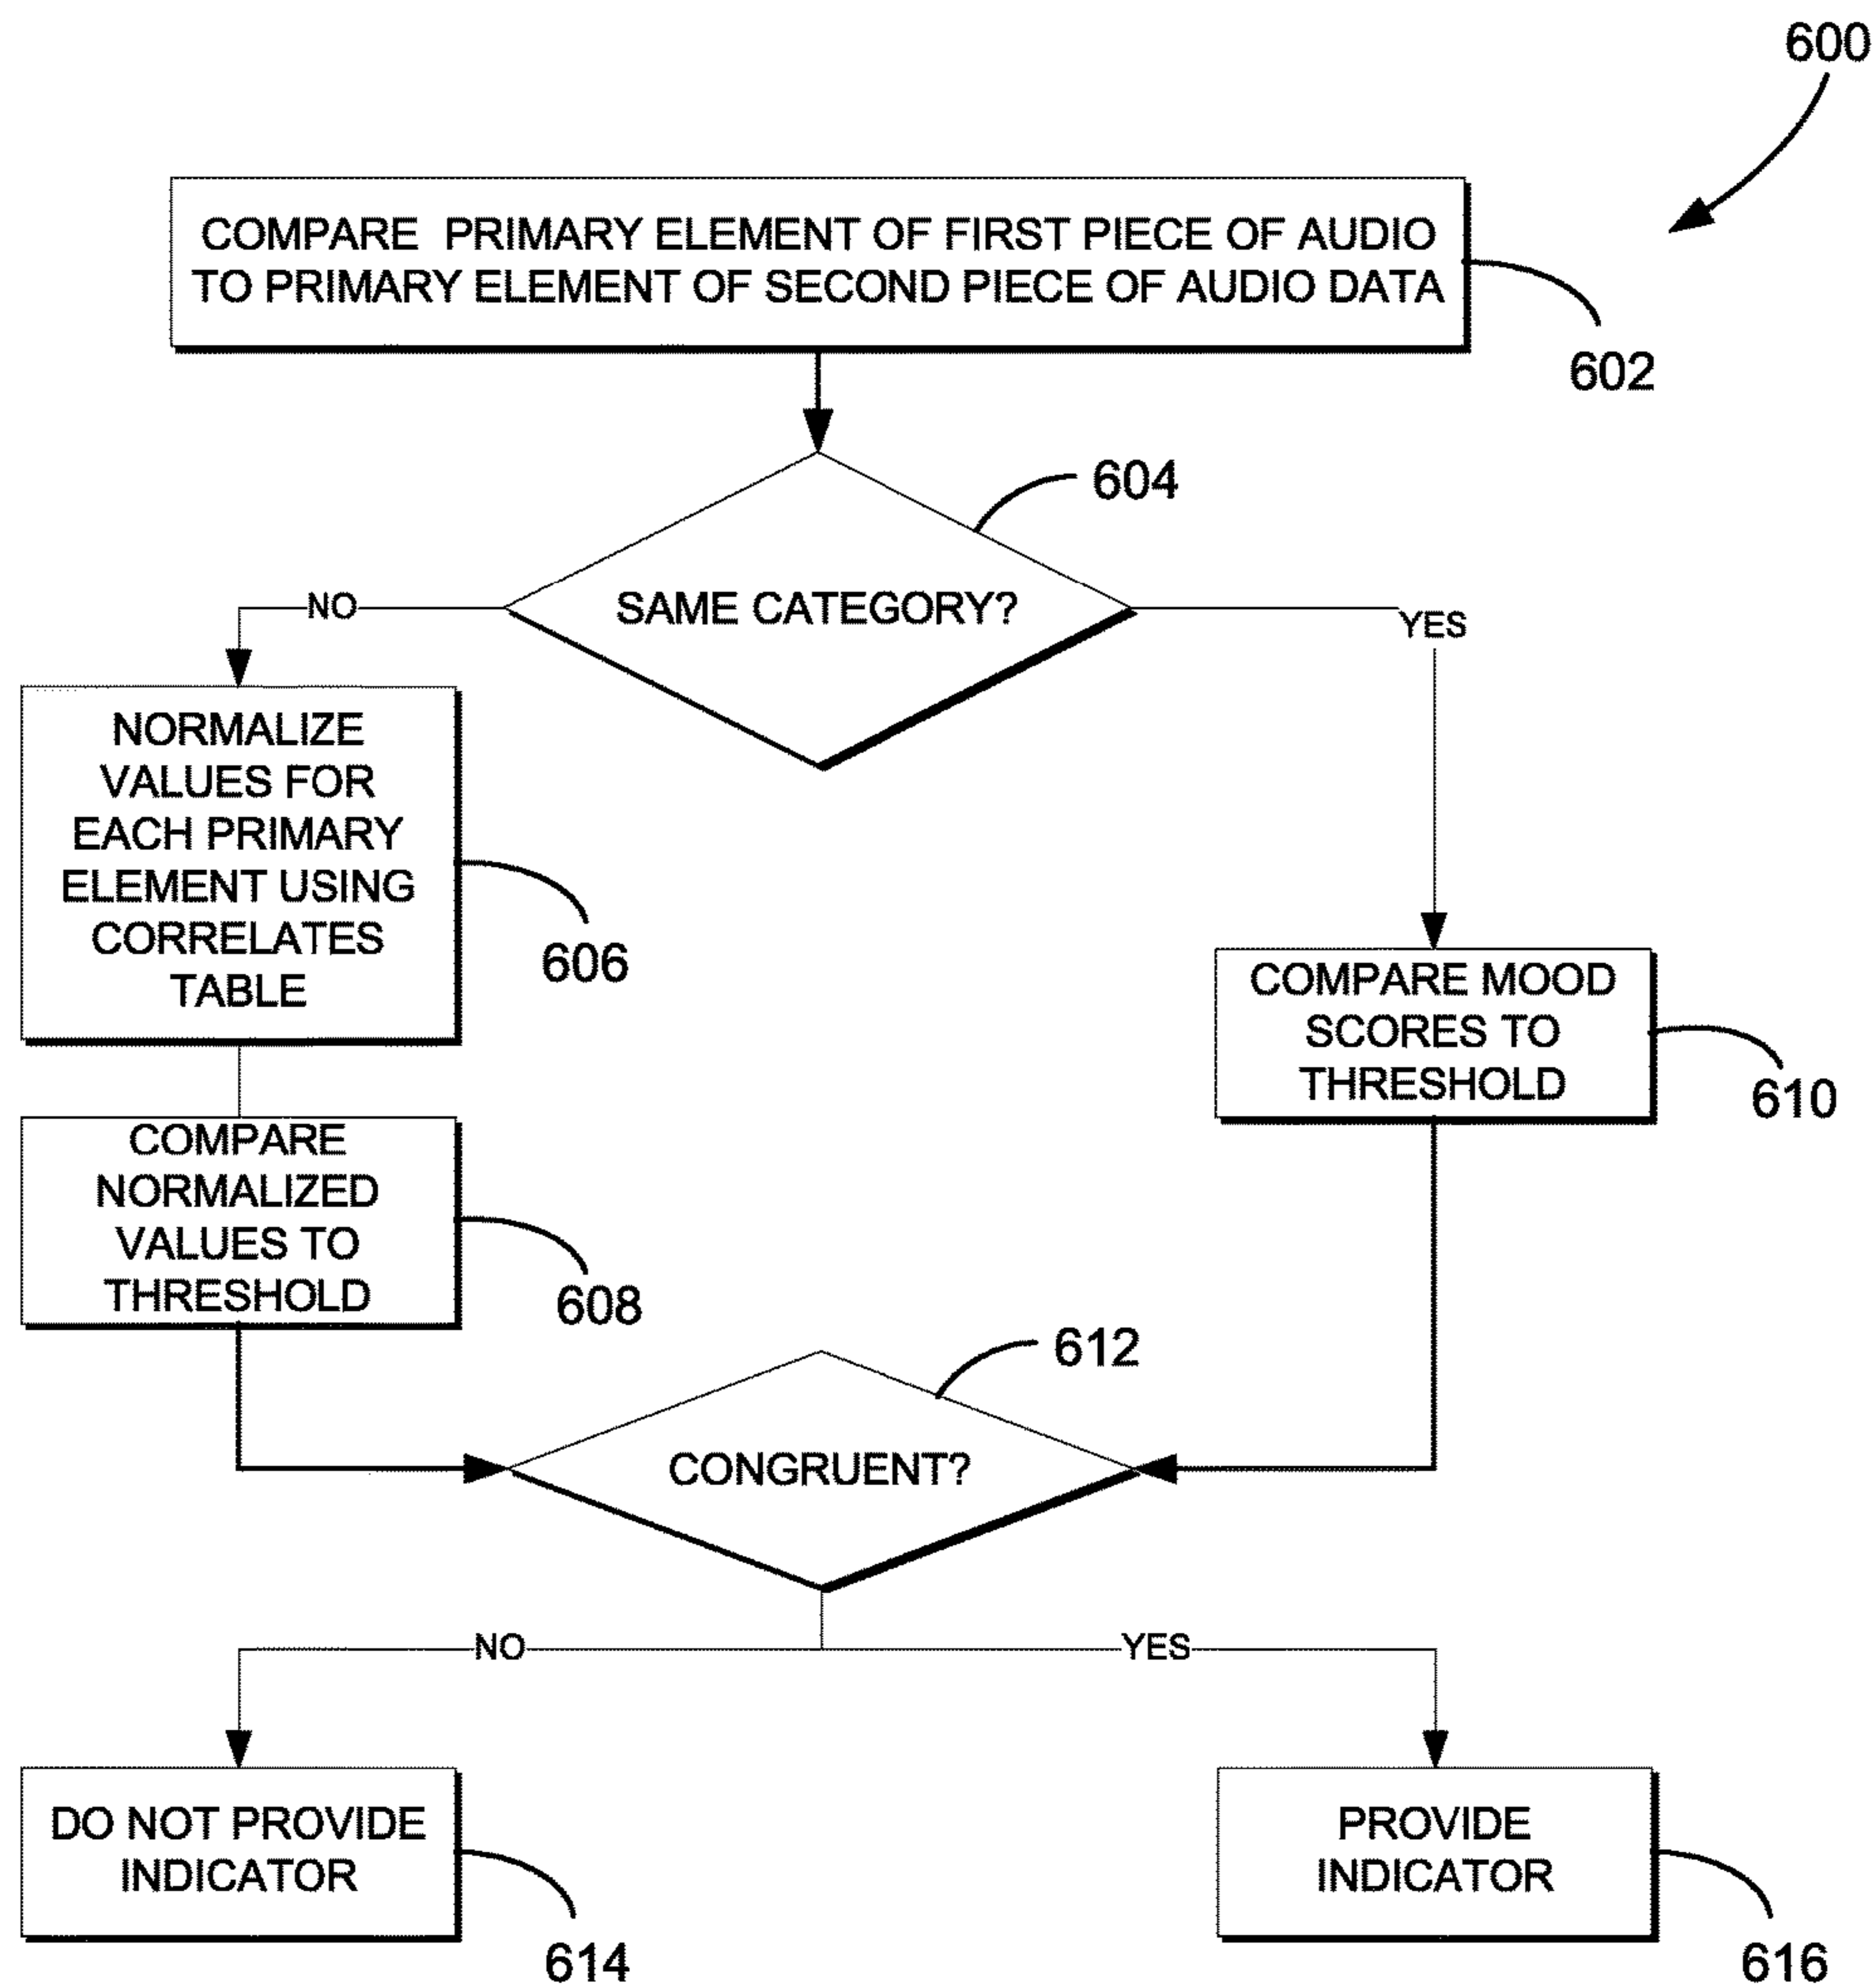 600
COMPARE PRIMARY ELEMENT OF FIRST PIECE OF AUDIO
TO PRIMARY ELEMENT OF SECOND PIECE OF AUDIO DATA
602
604
SAME CATEGORY?
NO
YES
NORMALIZE
VALUES FOR
EACH PRIMARY
ELEMENT USING
CORRELATES
TABLE
606
COMPARE MOOD
SCORES TO
THRESHOLD
610
COMPARE
NORMALIZED
VALUES TO
THRESHOLD
608
612
CONGRUENT?
NO
YES
DO NOT PROVIDE
INDICATOR
614
PROVIDE
INDICATOR
616